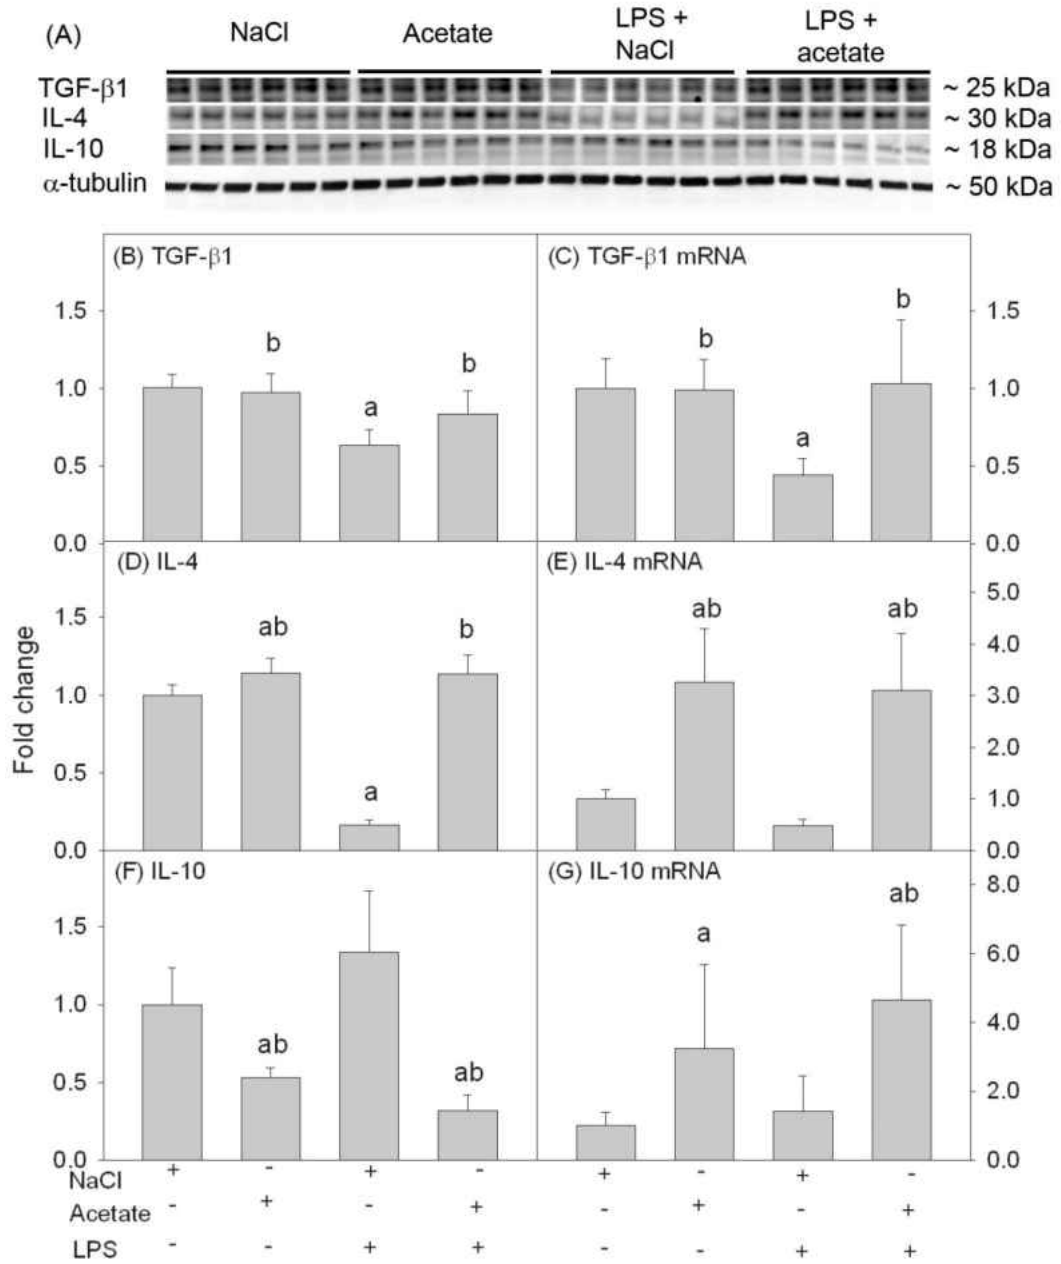 (A) NaCl Acetate LPS + NaCl LPS + acetate
TGF-β1 ~ 25 kDa
IL-4 ~ 30 kDa
IL-10 ~ 18 kDa
α-tubulin ~ 50 kDa
(B) TGF-β1
1.5
1.0
0.5
0.0
b
a
b
(C) TGF-β1 mRNA
1.5
1.0
0.5
0.0
b
a
b
Fold change
(D) IL-4
1.5
1.0
0.5
0.0
ab
a
b
(E) IL-4 mRNA
5.0
4.0
3.0
2.0
1.0
0.0
ab
ab
(F) IL-10
1.5
1.0
0.5
0.0
ab
ab
(G) IL-10 mRNA
8.0
6.0
4.0
2.0
0.0
a
ab
NaCl + - + - + - + -
Acetate - + - + - + - +
LPS - - + + - - + +